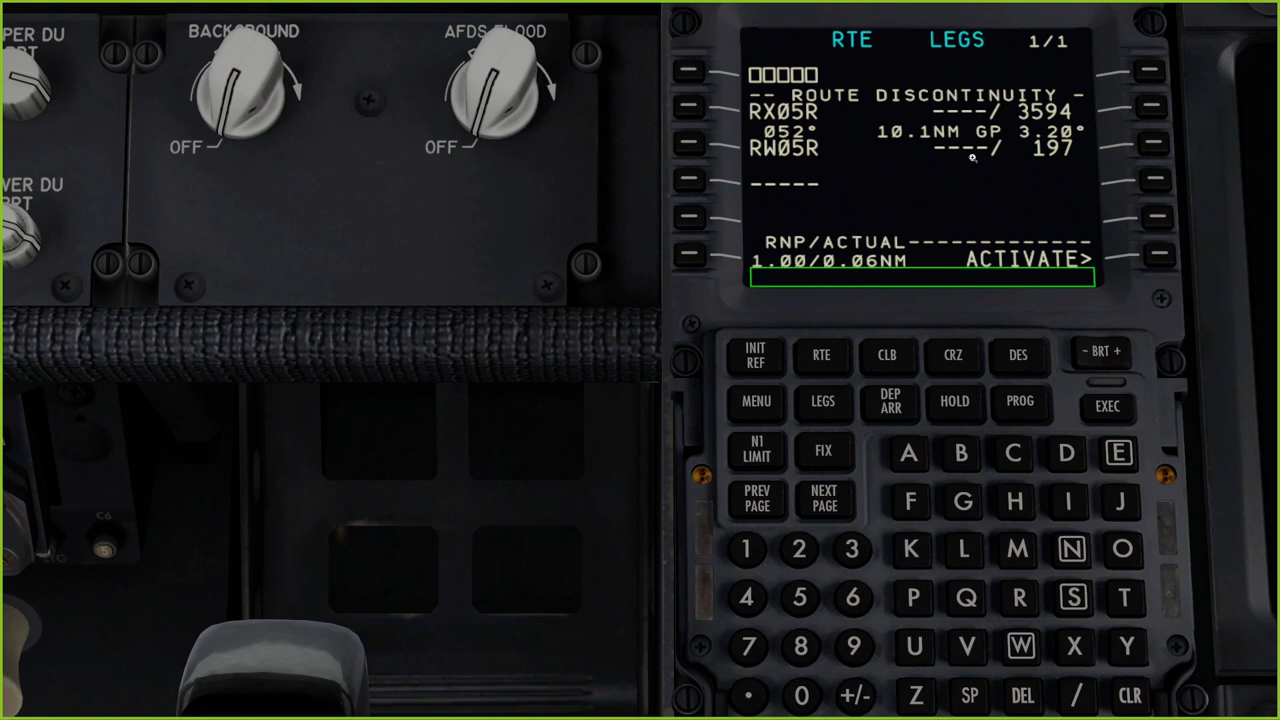 PER DU
BRT
BACKGROUND
OFF
AFDS FLOOD
OFF
WER DU
BRT
C6
RTE LEGS 1/1
□□□□□
-- ROUTE DISCONTINUITY -
RX05R ----/ 3594
052° 10.1NM GP 3.20°
RW05R ----/ 197
-----
RNP/ACTUAL-------------
1.00/0.06NM ACTIVATE>
INIT REF
RTE
CLB
CRZ
DES
- BRT +
MENU
LEGS
DEP ARR
HOLD
PROG
EXEC
N1 LIMIT
FIX
PREV PAGE
NEXT PAGE
A B C D E
F G H I J
1 2 3 K L M N O
4 5 6 P Q R S T
7 8 9 U V W X Y
. 0 +/- Z SP DEL / CLR